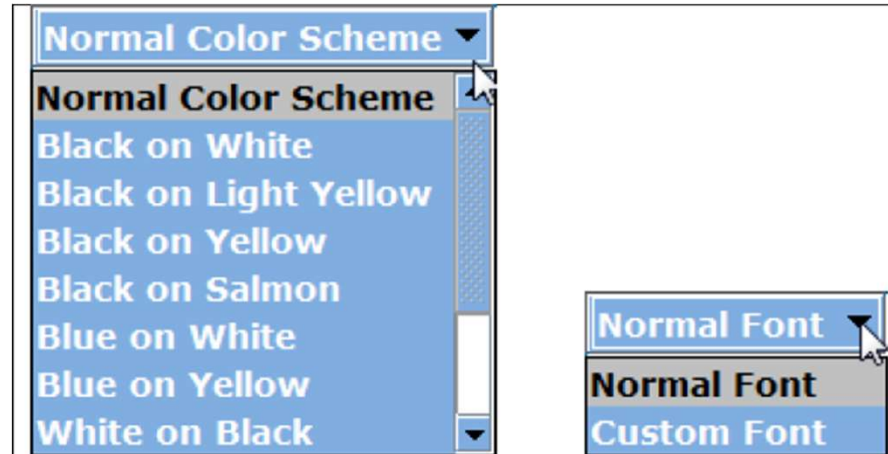 Normal Color Scheme
Normal Color Scheme
Black on White
Black on Light Yellow
Black on Yellow
Black on Salmon
Blue on White
Blue on Yellow
White on Black
Normal Font
Normal Font
Custom Font